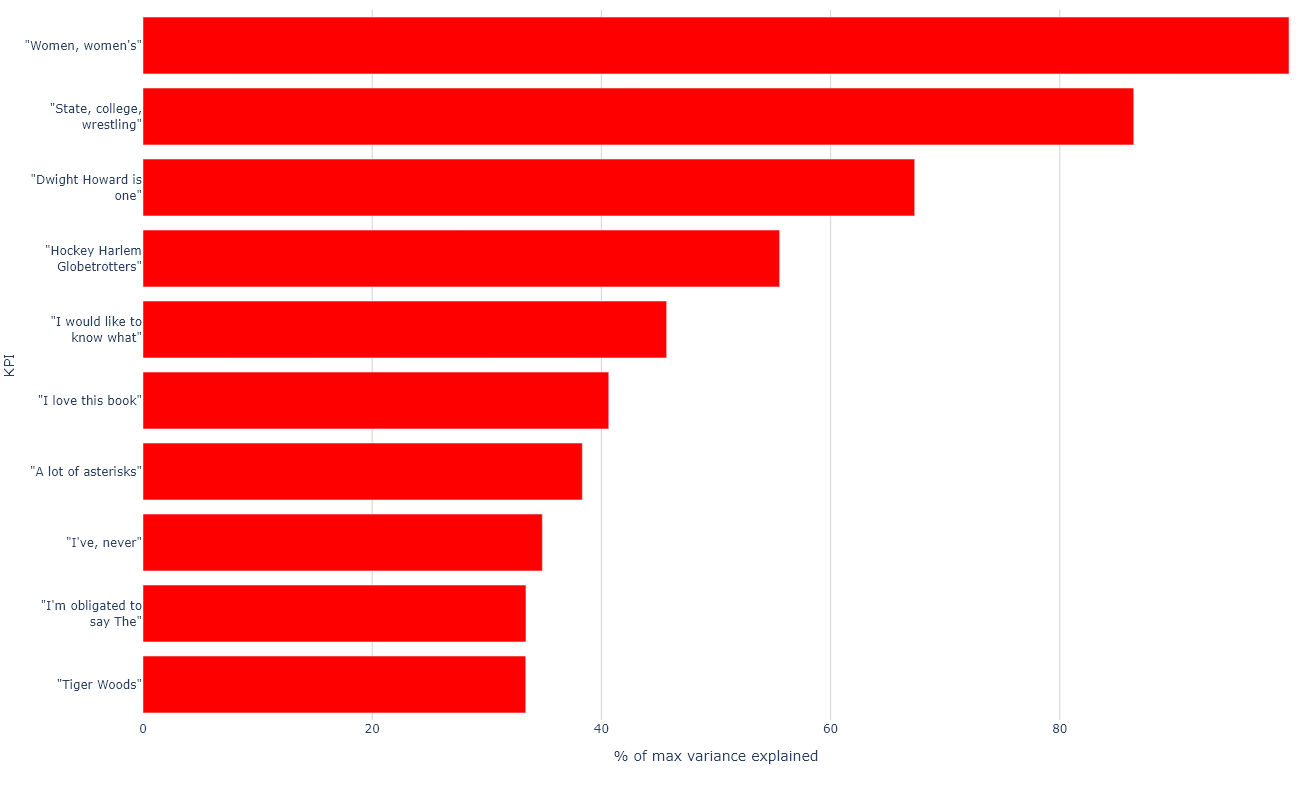 "Women, women's"
"State, college,
wrestling"
"Dwight Howard is
one"
"Hockey Harlem
Globetrotters"
"I would like to
know what"
"I love this book"
"A lot of asterisks"
"I've, never"
"I'm obligated to
say The"
"Tiger Woods"
KPI
0 20 40 60 80
% of max variance explained